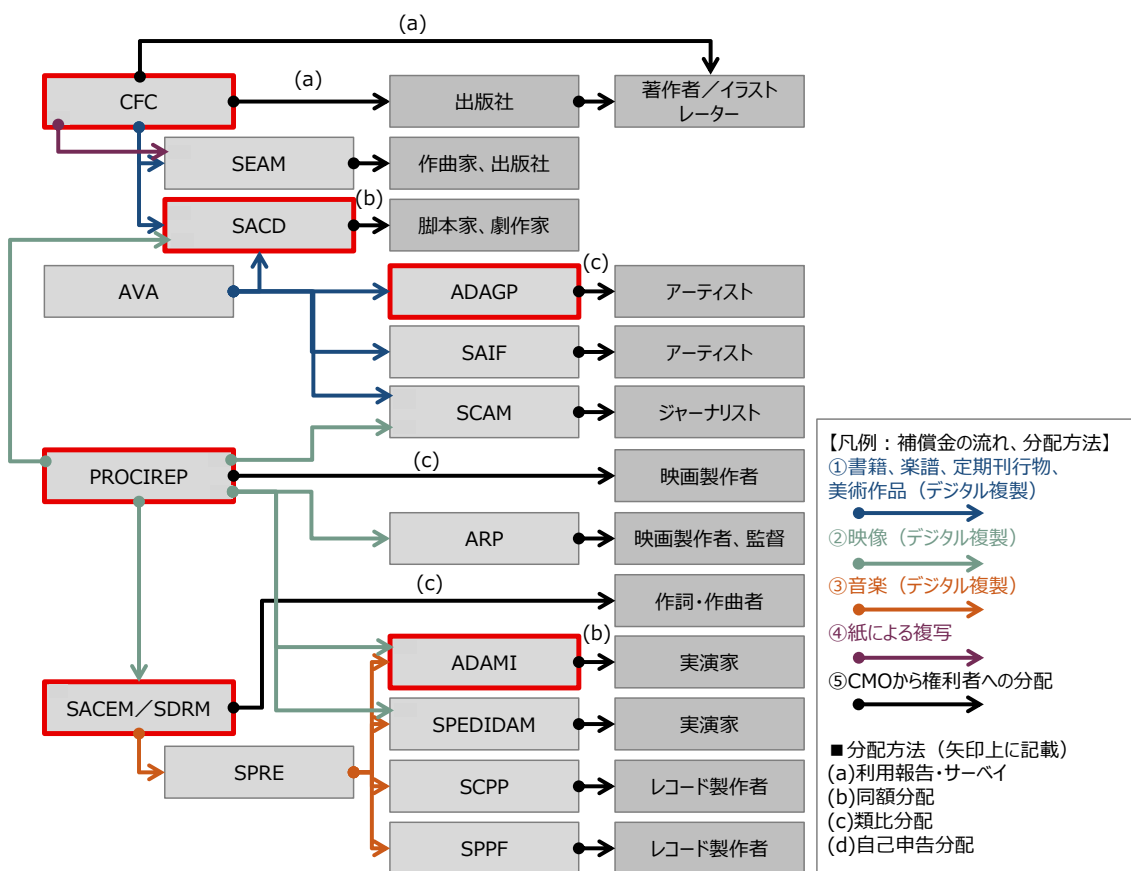 (a)
CFC
(a)
出版社
著作者／イラスト
レーター
SEAM
作曲家、出版社
(b)
SACD
脚本家、劇作家
AVA
(c)
ADAGP
アーティスト
SAIF
アーティスト
SCAM
ジャーナリスト
PROCIREP
(c)
映画製作者
ARP
映画製作者、監督
(c)
作詞・作曲者
(b)
ADAMI
実演家
SACEM／SDRM
SPEDIDAM
実演家
SPRE
SCPP
レコード製作者
SPPF
レコード製作者
【凡例：補償金の流れ、分配方法】
①書籍、楽譜、定期刊行物、
美術作品（デジタル複製）
②映像（デジタル複製）
③音楽（デジタル複製）
④紙による複写
⑤CMOから権利者への分配
■分配方法（矢印上に記載）
(a)利用報告・サーベイ
(b)同額分配
(c)類比分配
(d)自己申告分配